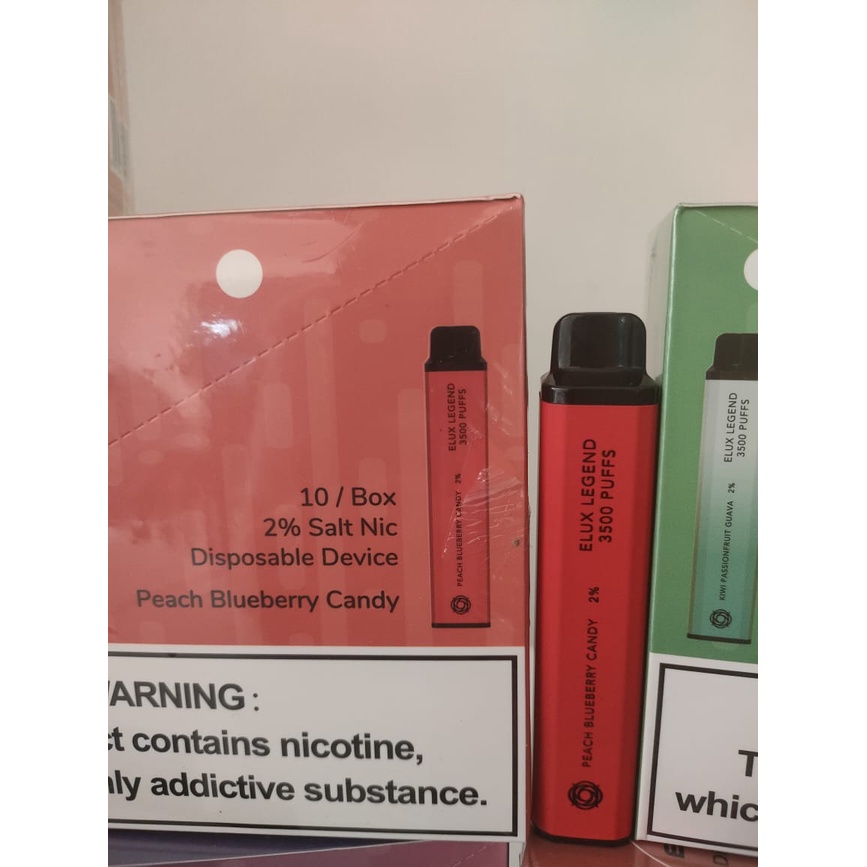 10 / Box
2% Salt Nic
Disposable Device
Peach Blueberry Candy
ELUX LEGEND
3500 PUFFS
PEACH BLUEBERRY CANDY 2%
ARNING:
ct contains nicotine,
nly addictive substance.
ELUX LEGEND
3500 PUFFS
PEACH BLUEBERRY CANDY 2%
ELUX LEGEND
3500 PUFFS
KIWI PASSIONFRUIT GUAVA 2%
T
whic